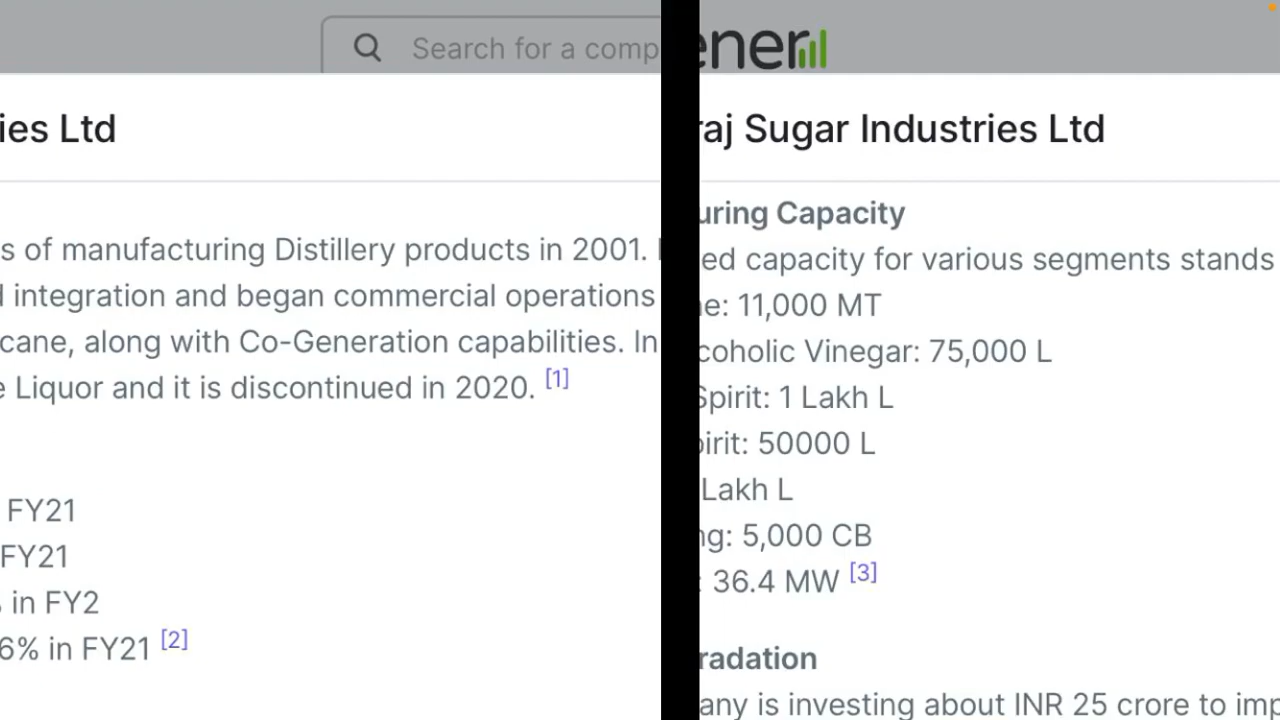 Search for a comp
ies Ltd
s of manufacturing Distillery products in 2001.
integration and began commercial operations
cane, along with Co-Generation capabilities. In
e Liquor and it is discontinued in 2020. [1]
FY21
FY21
in FY2
6% in FY21 [2]
ener
raj Sugar Industries Ltd
uring Capacity
ed capacity for various segments stands
e: 11,000 MT
coholic Vinegar: 75,000 L
Spirit: 1 Lakh L
pirit: 50000 L
Lakh L
ng: 5,000 CB
: 36.4 MW [3]
radation
any is investing about INR 25 crore to imp